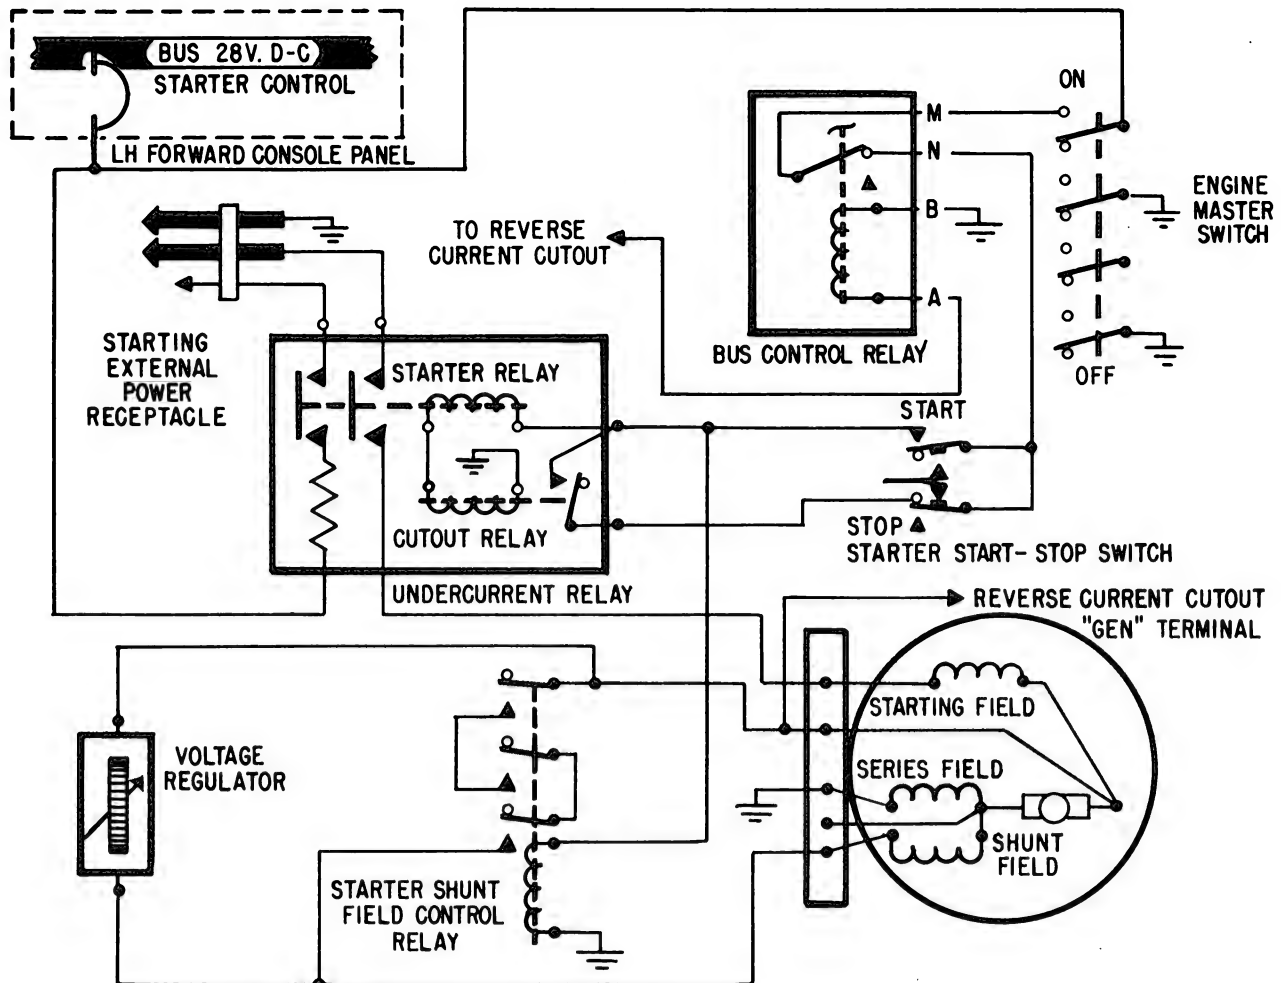 BUS 28V. D-C
STARTER CONTROL
LH FORWARD CONSOLE PANEL
ON
M
N
B
A
ENGINE
MASTER
SWITCH
TO REVERSE
CURRENT CUTOUT
STARTING
EXTERNAL
POWER
RECEPTACLE
BUS CONTROL RELAY
OFF
STARTER RELAY
START
CUTOUT RELAY
STOP
STARTER START-STOP SWITCH
UNDERCURRENT RELAY
REVERSE CURRENT CUTOUT
"GEN" TERMINAL
STARTING FIELD
VOLTAGE
REGULATOR
SERIES FIELD
SHUNT
FIELD
STARTER SHUNT
FIELD CONTROL
RELAY